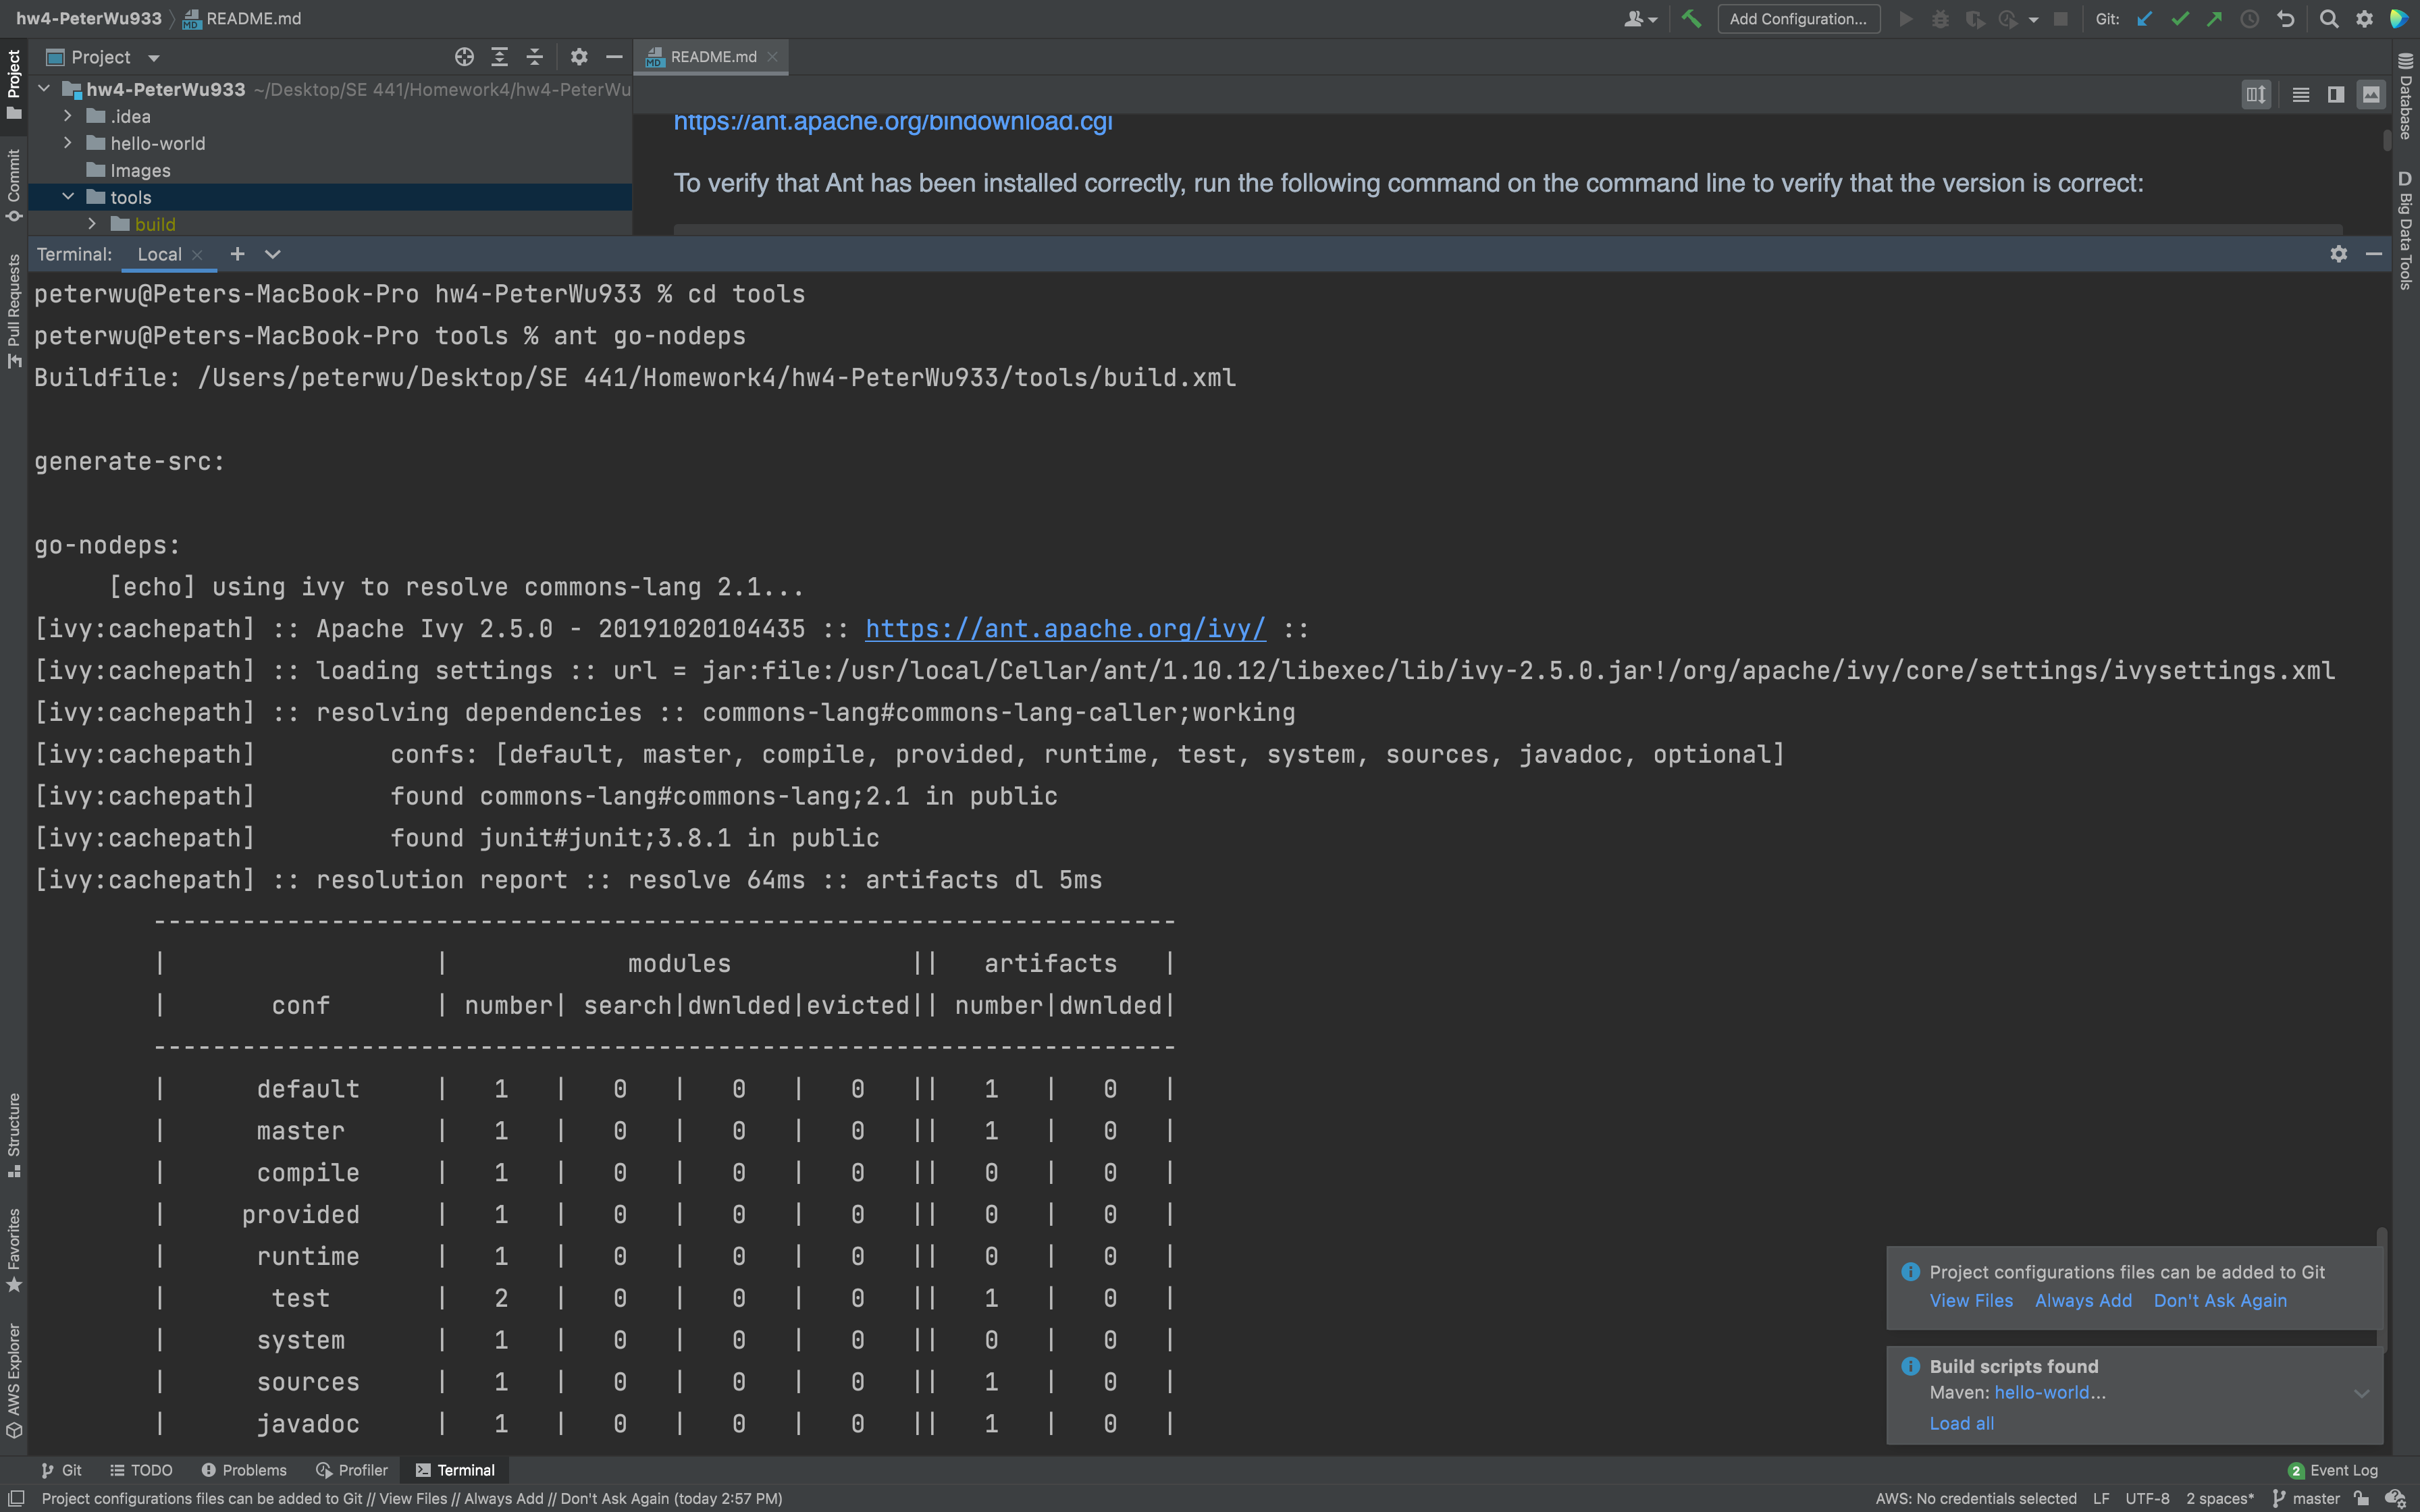 hw4-PeterWu933 README.md
Add Configuration... Git:
Project
README.md
hw4-PeterWu933 ~/Desktop/SE 441/Homework4/hw4-PeterWu
.idea
hello-world
Images
tools
build
https://ant.apache.org/bindownload.cgi
To verify that Ant has been installed correctly, run the following command on the command line to verify that the version is correct:
Project
Commit
Pull Requests
Structure
Favorites
AWS Explorer
Database
D Big Data Tools
Terminal: Local
peterwu@Peters-MacBook-Pro hw4-PeterWu933 % cd tools
peterwu@Peters-MacBook-Pro tools % ant go-nodeps
Buildfile: /Users/peterwu/Desktop/SE 441/Homework4/hw4-PeterWu933/tools/build.xml
generate-src:
go-nodeps:
[echo] using ivy to resolve commons-lang 2.1...
[ivy:cachepath] :: Apache Ivy 2.5.0 - 20191020104435 :: https://ant.apache.org/ivy/ ::
[ivy:cachepath] :: loading settings :: url = jar:file:/usr/local/Cellar/ant/1.10.12/libexec/lib/ivy-2.5.0.jar!/org/apache/ivy/core/settings/ivysettings.xml
[ivy:cachepath] :: resolving dependencies :: commons-lang#commons-lang-caller;working
[ivy:cachepath] confs: [default, master, compile, provided, runtime, test, system, sources, javadoc, optional]
[ivy:cachepath] found commons-lang#commons-lang;2.1 in public
[ivy:cachepath] found junit#junit;3.8.1 in public
[ivy:cachepath] :: resolution report :: resolve 64ms :: artifacts dl 5ms
---------------------------------------------------------------------
| | modules || artifacts |
| conf | number| search|dwnlded|evicted|| number|dwnlded|
---------------------------------------------------------------------
| default | 1 | 0 | 0 | 0 || 1 | 0 |
| master | 1 | 0 | 0 | 0 || 1 | 0 |
| compile | 1 | 0 | 0 | 0 || 0 | 0 |
| provided | 1 | 0 | 0 | 0 || 0 | 0 |
| runtime | 1 | 0 | 0 | 0 || 0 | 0 |
| test | 2 | 0 | 0 | 0 || 1 | 0 |
| system | 1 | 0 | 0 | 0 || 0 | 0 |
| sources | 1 | 0 | 0 | 0 || 1 | 0 |
| javadoc | 1 | 0 | 0 | 0 || 1 | 0 |
Project configurations files can be added to Git
View Files Always Add Don't Ask Again
Build scripts found
Maven: hello-world...
Load all
Git TODO Problems Profiler Terminal 2 Event Log
Project configurations files can be added to Git // View Files // Always Add // Don't Ask Again (today 2:57 PM) AWS: No credentials selected LF UTF-8 2 spaces* master